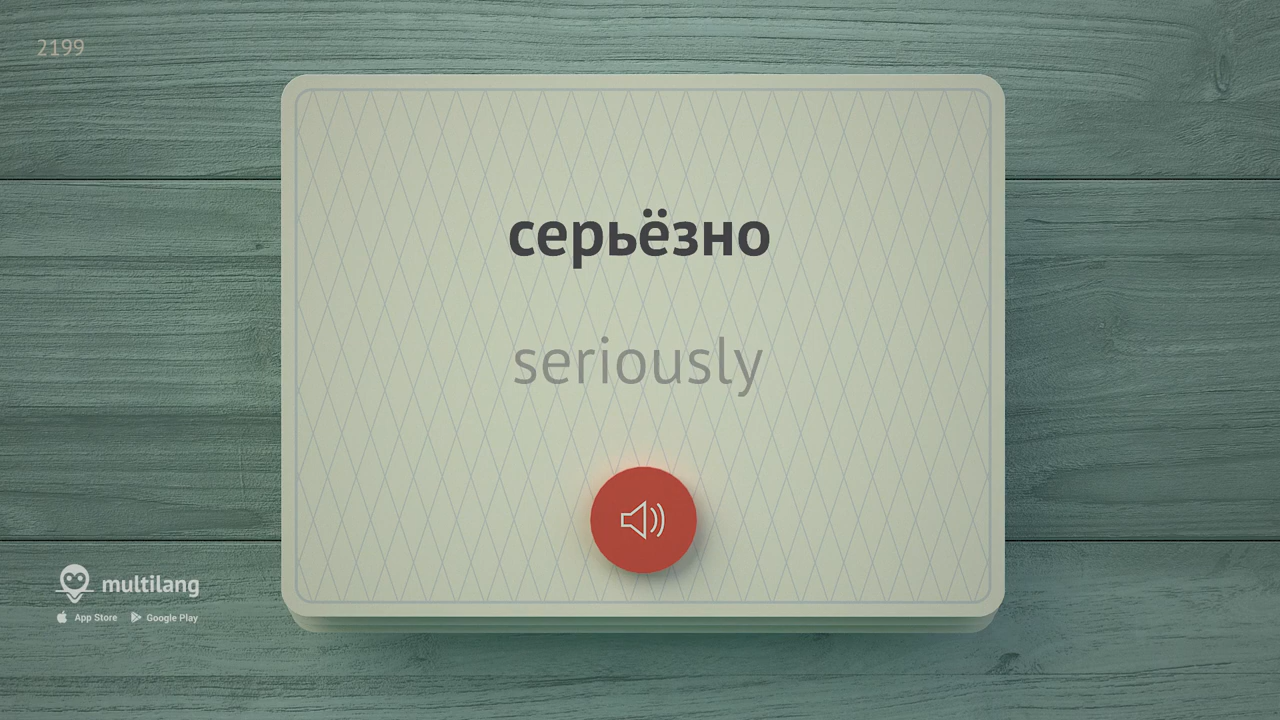 2199
серьёзно
seriously
multilang
App Store Google Play